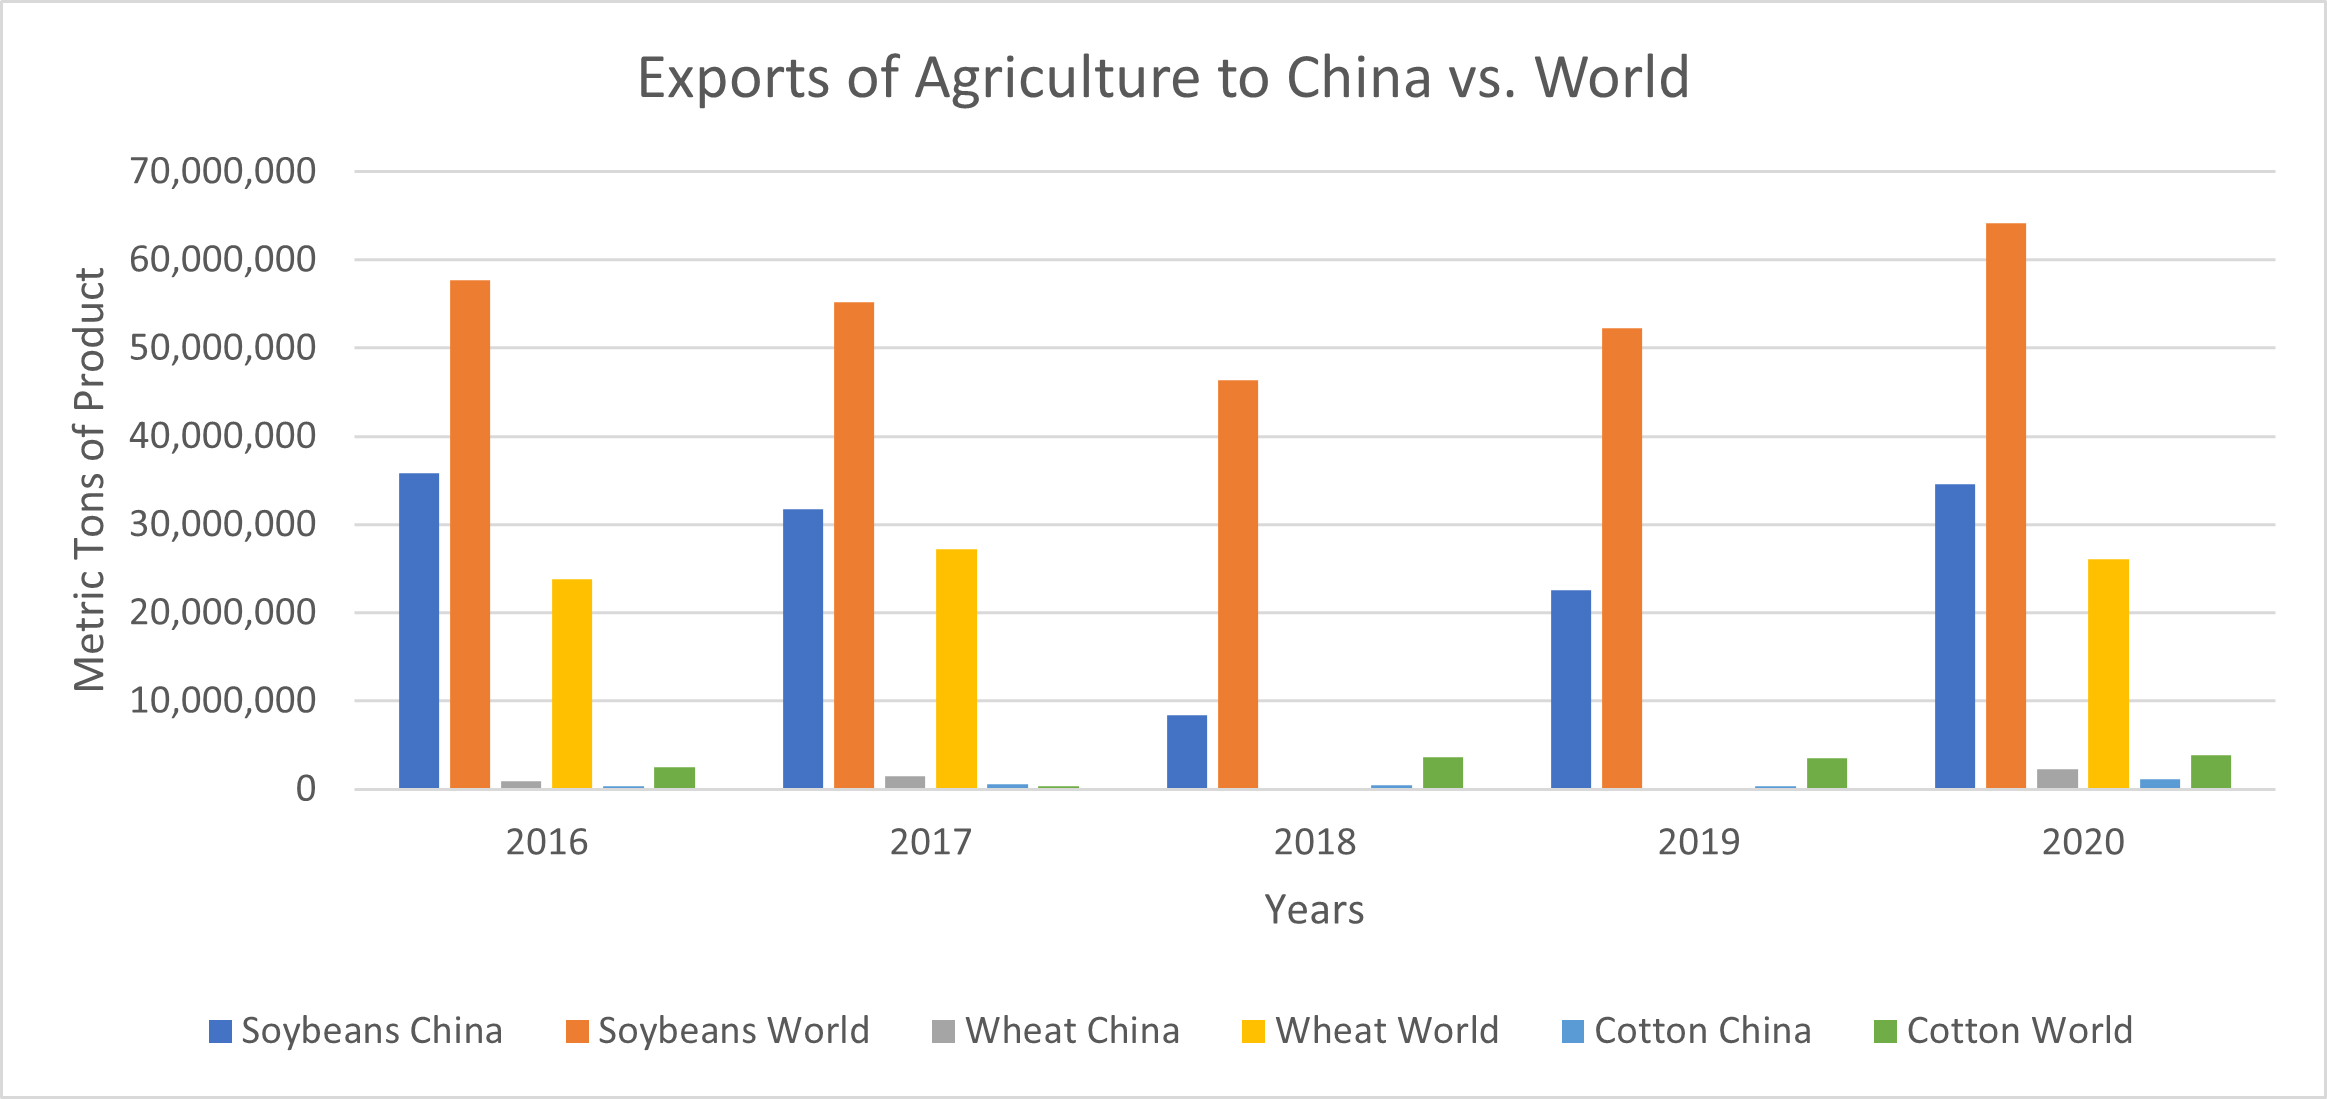 Exports of Agriculture to China vs. World
70,000,000
60,000,000
50,000,000
40,000,000
30,000,000
20,000,000
10,000,000
0
Metric Tons of Product
2016 2017 2018 2019 2020
Years
Soybeans China Soybeans World Wheat China Wheat World Cotton China Cotton World